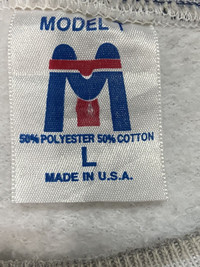 MODEL
M
50% POLYESTER 50% COTTON
L
MADE IN U.S.A.